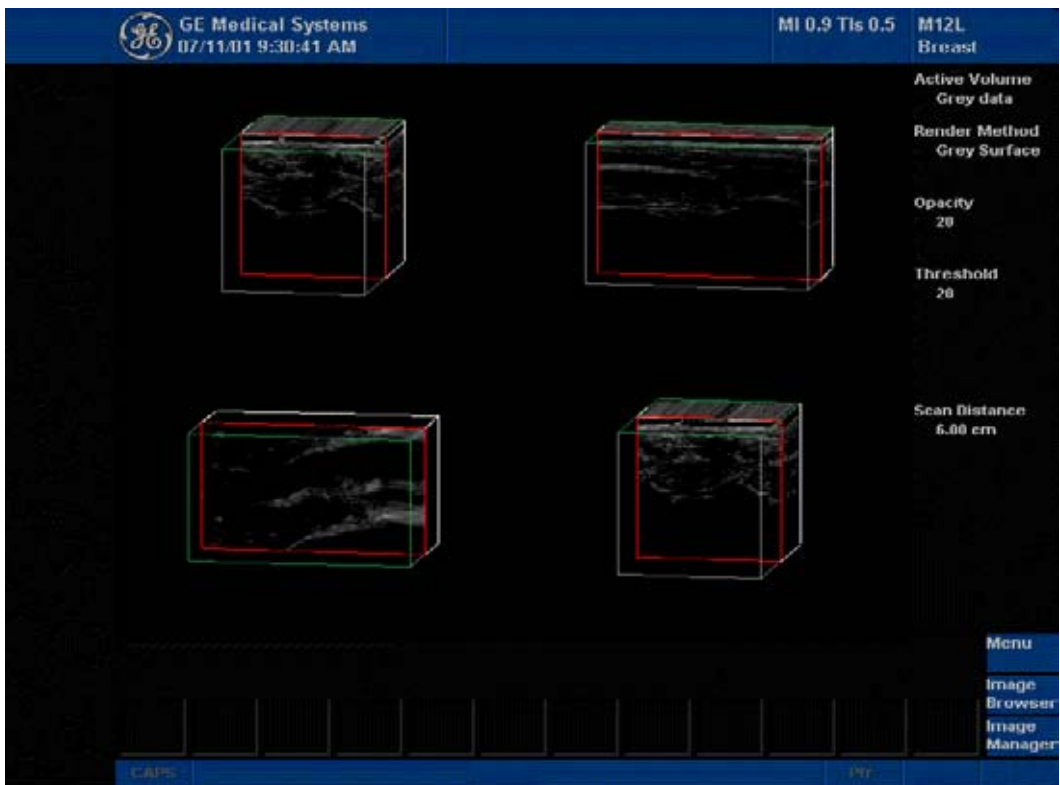 GE Medical Systems
07/11/01 9:30:41 AM
MI 0.9 TIs 0.5
M12L
Breast
Active Volume
Grey data
Render Method
Grey Surface
Opacity
20
Threshold
20
Scan Distance
6.00 cm
Menu
Image
Browser
Image
Manager
CAPS